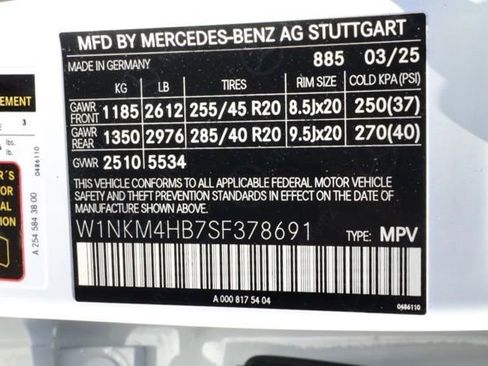 MFD BY MERCEDES-BENZ AG STUTTGART
MADE IN GERMANY 885 03/25
KG LB TIRES RIM SIZE COLD KPA (PSI)
GAWR FRONT 1185 2612 255/45 R20 8.5Jx20 250(37)
GAWR REAR 1350 2976 285/40 R20 9.5Jx20 270(40)
GVWR 2510 5534
THIS VEHICLE CONFORMS TO ALL APPLICABLE FEDERAL MOTOR VEHICLE
SAFETY AND THEFT PREVENTION STANDARDS IN EFFECT ON THE DATE
OF MANUFACTURE SHOWN ABOVE.
W1NKM4HB7SF378691 TYPE: MPV
A 000 817 54 04 0486110
EMENT
E 3
lbs.
lb.
0486110
R'S
A 254 584 38 00